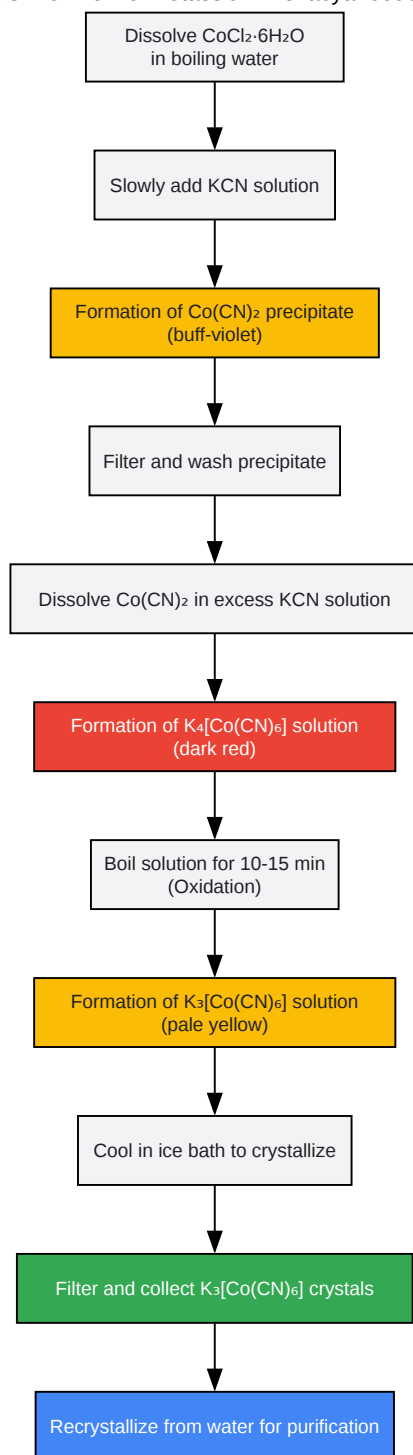 Dissolve CoCl₂·6H₂O
in boiling water
Slowly add KCN solution
Formation of Co(CN)₂ precipitate
(buff-violet)
Filter and wash precipitate
Dissolve Co(CN)₂ in excess KCN solution
Formation of K₄[Co(CN)₆] solution
(dark red)
Boil solution for 10-15 min
(Oxidation)
Formation of K₃[Co(CN)₆] solution
(pale yellow)
Cool in ice bath to crystallize
Filter and collect K₃[Co(CN)₆] crystals
Recrystallize from water for purification